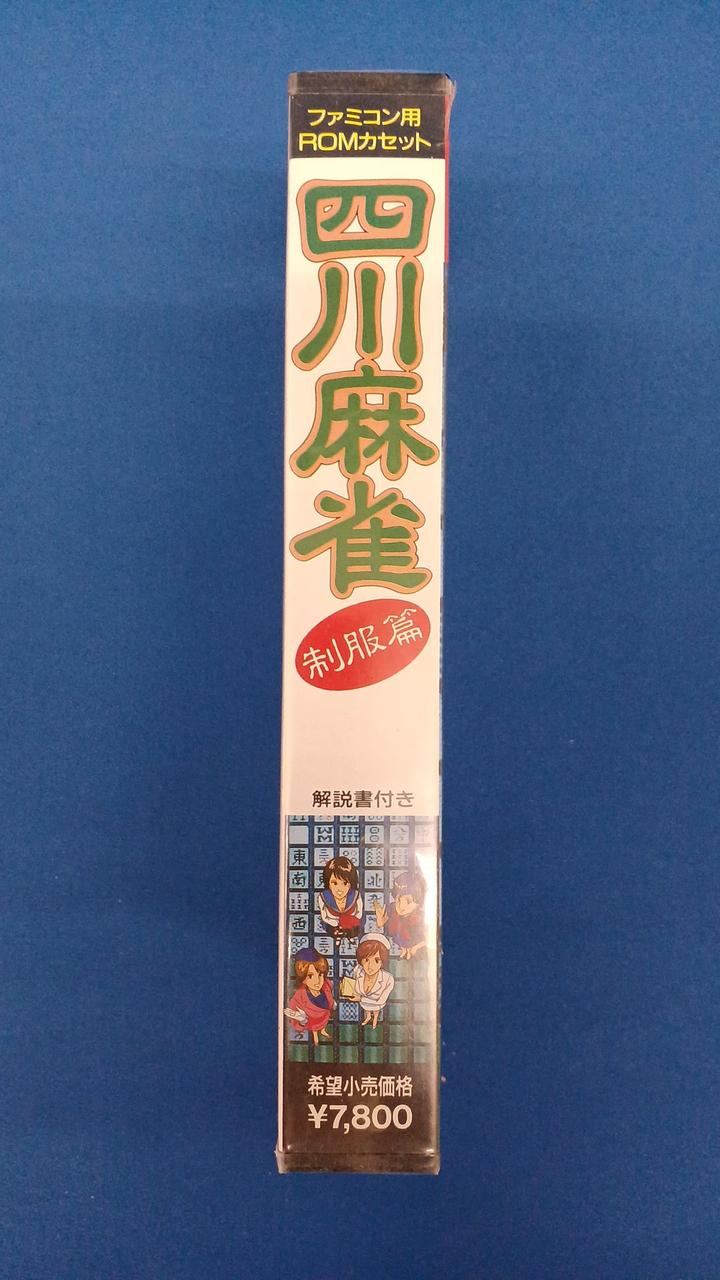 ファミコン用
ROMカセット
四川麻雀
制服篇
解説書付き
東
南
北
西
希望小売価格
¥7,800